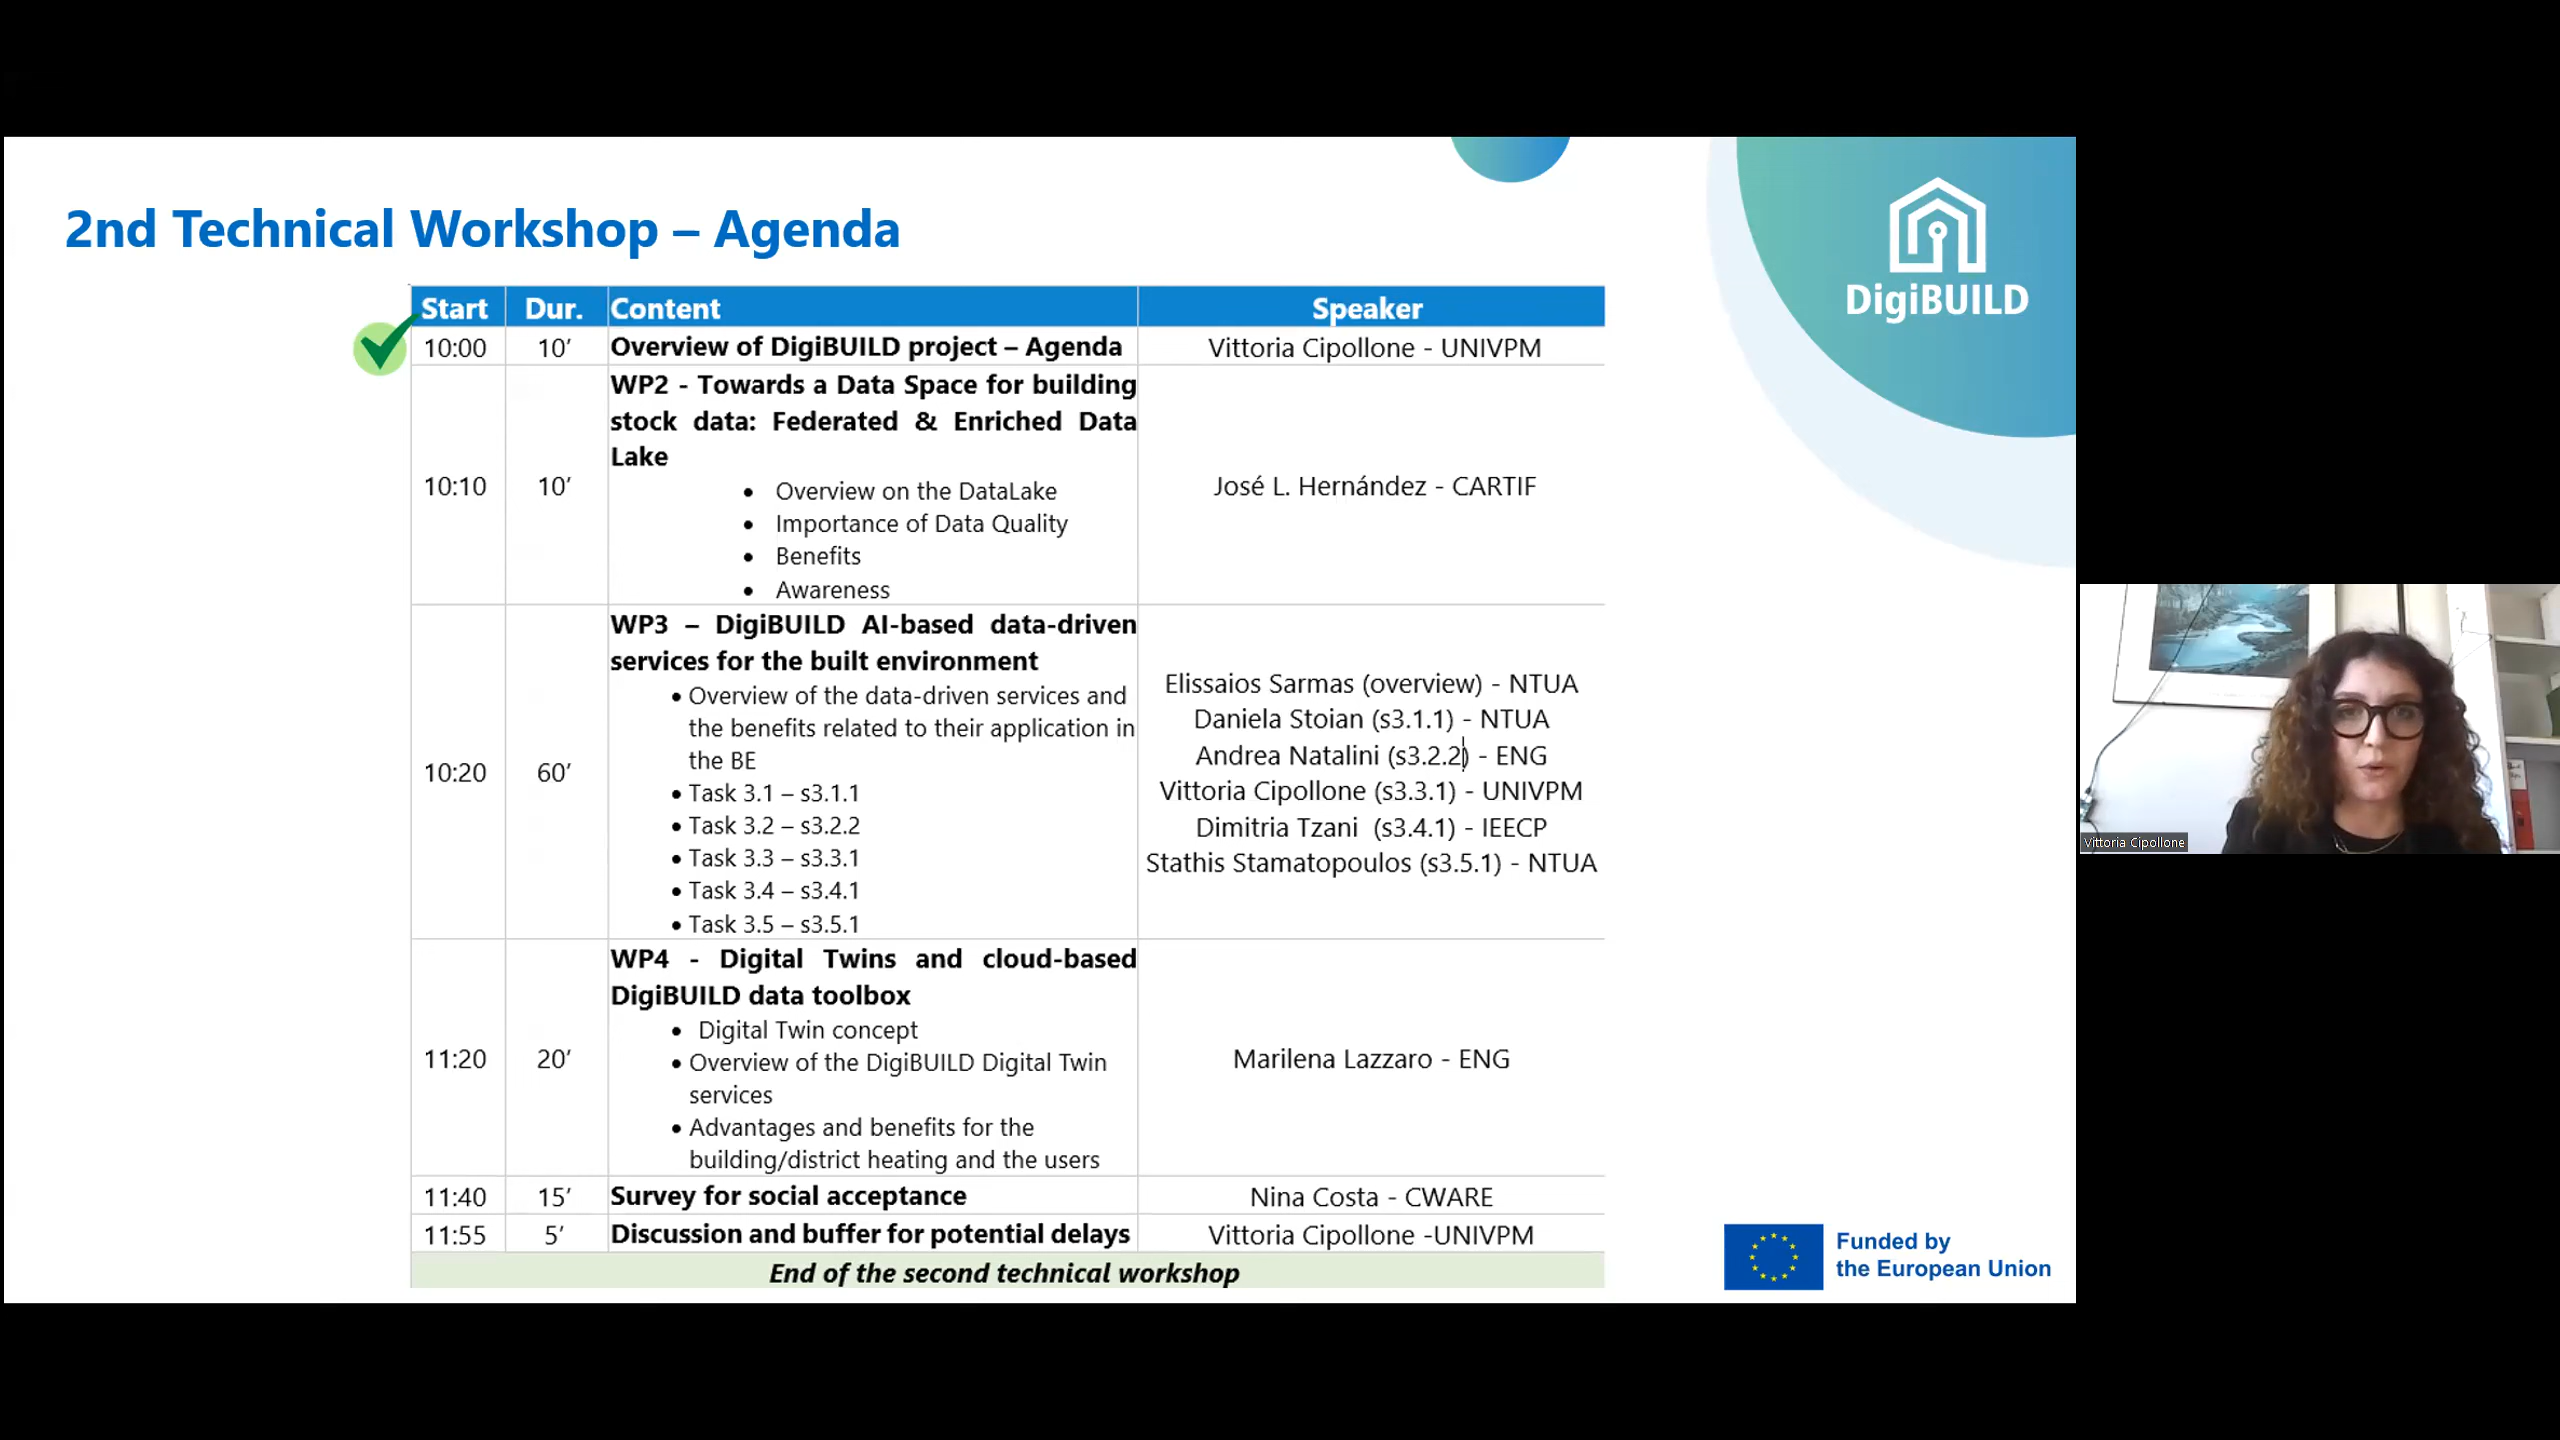 2nd Technical Workshop – Agenda
DigiBUILD
Start Dur. Content Speaker
10:00 10’ Overview of DigiBUILD project – Agenda Vittoria Cipollone - UNIVPM
10:10 10’
WP2 - Towards a Data Space for building
stock data: Federated & Enriched Data
Lake
• Overview on the DataLake
• Importance of Data Quality
• Benefits
• Awareness
José L. Hernández - CARTIF
10:20 60’
WP3 – DigiBUILD AI-based data-driven
services for the built environment
• Overview of the data-driven services and
the benefits related to their application in
the BE
• Task 3.1 – s3.1.1
• Task 3.2 – s3.2.2
• Task 3.3 – s3.3.1
• Task 3.4 – s3.4.1
• Task 3.5 – s3.5.1
Elissaios Sarmas (overview) - NTUA
Daniela Stoian (s3.1.1) - NTUA
Andrea Natalini (s3.2.2) - ENG
Vittoria Cipollone (s3.3.1) - UNIVPM
Dimitria Tzani (s3.4.1) - IEECP
Stathis Stamatopoulos (s3.5.1) - NTUA
11:20 20’
WP4 - Digital Twins and cloud-based
DigiBUILD data toolbox
• Digital Twin concept
• Overview of the DigiBUILD Digital Twin
services
• Advantages and benefits for the
building/district heating and the users
Marilena Lazzaro - ENG
11:40 15’ Survey for social acceptance Nina Costa - CWARE
11:55 5’ Discussion and buffer for potential delays Vittoria Cipollone -UNIVPM
End of the second technical workshop
Funded by
the European Union
Vittoria Cipollone